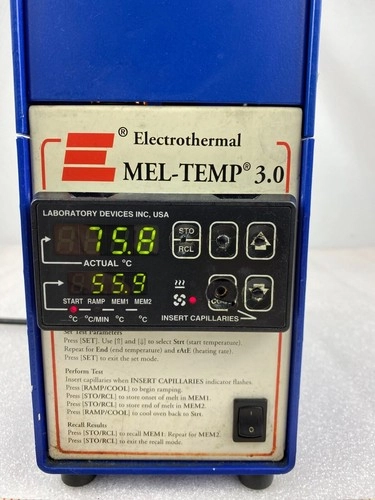 ® Electrothermal
E MEL-TEMP® 3.0
LABORATORY DEVICES INC, USA
75.8
STO
RCL
ACTUAL °C
55.9
START RAMP MEM1 MEM2
°C °C/MIN °C °C
INSERT CAPILLARIES
Set Test Parameters
Press [SET]. Use [⇧] and [⇩] to select Strt (start temperature).
Repeat for End (end temperature) and rAtE (heating rate).
Press [SET] to exit the set mode.
Perform Test
Insert capillaries when INSERT CAPILLARIES indicator flashes.
Press [RAMP/COOL] to begin ramping.
Press [STO/RCL] to store onset of melt in MEM1.
Press [STO/RCL] to store end of melt in MEM2.
Press [RAMP/COOL] to cool oven back to Strt.
Recall Results
Press [STO/RCL] to recall MEM1: Repeat for MEM2.
Press [STO/RCL] to exit the recall mode.